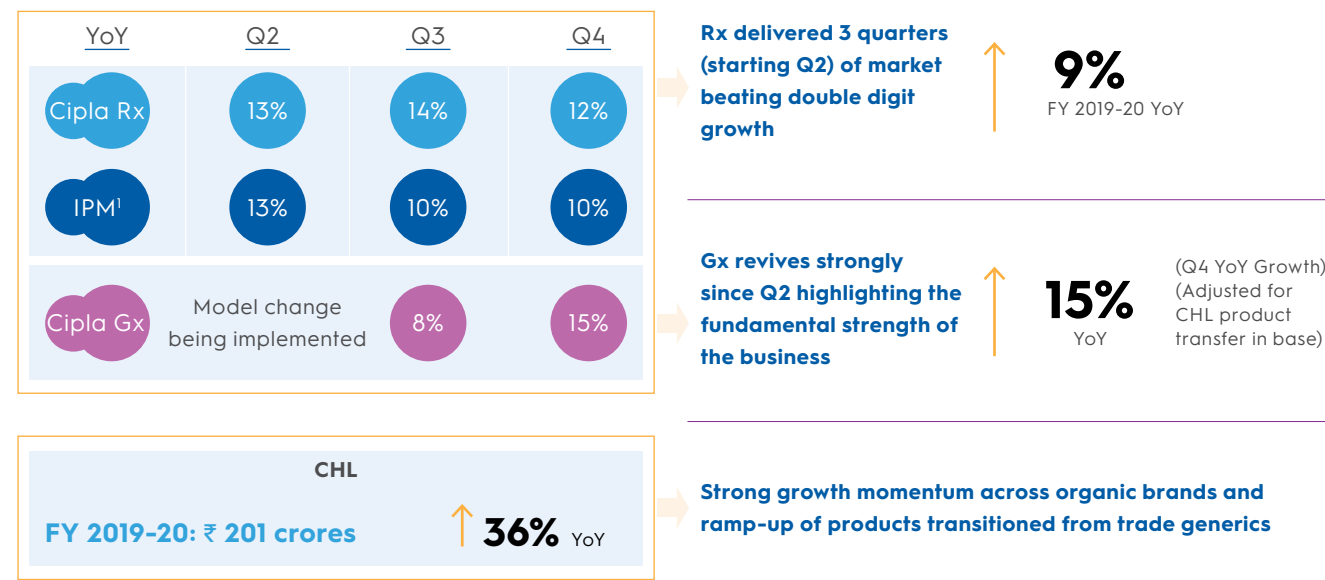 YoY Q2 Q3 Q4
Cipla Rx 13% 14% 12%
IPM¹ 13% 10% 10%
Cipla Gx Model change
being implemented 8% 15%
Rx delivered 3 quarters
(starting Q2) of market
beating double digit
growth
9%
FY 2019-20 YoY
Gx revives strongly
since Q2 highlighting the
fundamental strength of
the business
15%
YoY
(Q4 YoY Growth)
(Adjusted for
CHL product
transfer in base)
CHL
FY 2019-20: ₹ 201 crores
36% YoY
Strong growth momentum across organic brands and
ramp-up of products transitioned from trade generics